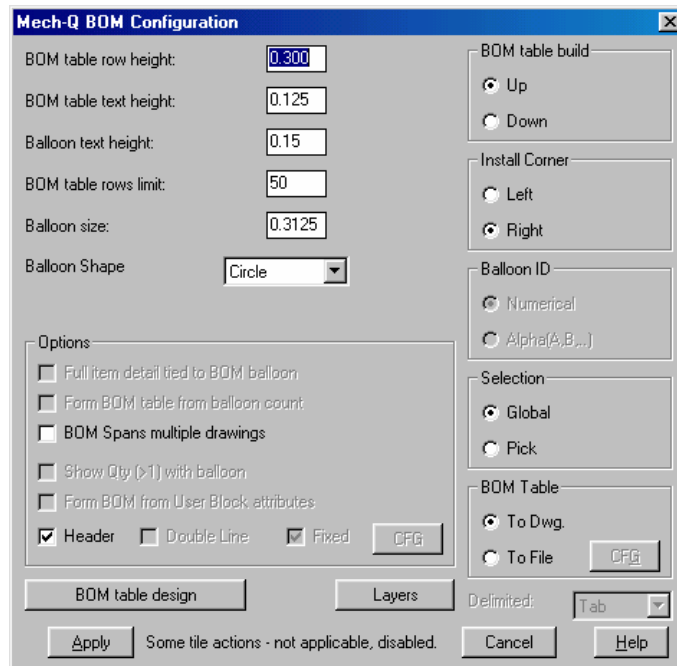 Mech-Q BOM Configuration
BOM table row height: 0.300
BOM table text height: 0.125
Balloon text height: 0.15
BOM table rows limit: 50
Balloon size: 0.3125
Balloon Shape Circle
Options
Full item detail tied to BOM balloon
Form BOM table from balloon count
BOM Spans multiple drawings
Show Qty (>1) with balloon
Form BOM from User Block attributes
Header Double Line Fixed CFG
BOM table build
Up
Down
Install Corner
Left
Right
Balloon ID
Numerical
Alpha(A,B,..)
Selection
Global
Pick
BOM Table
To Dwg.
To File CFG
BOM table design Layers Delimited: Tab
Apply Some tile actions - not applicable, disabled. Cancel Help